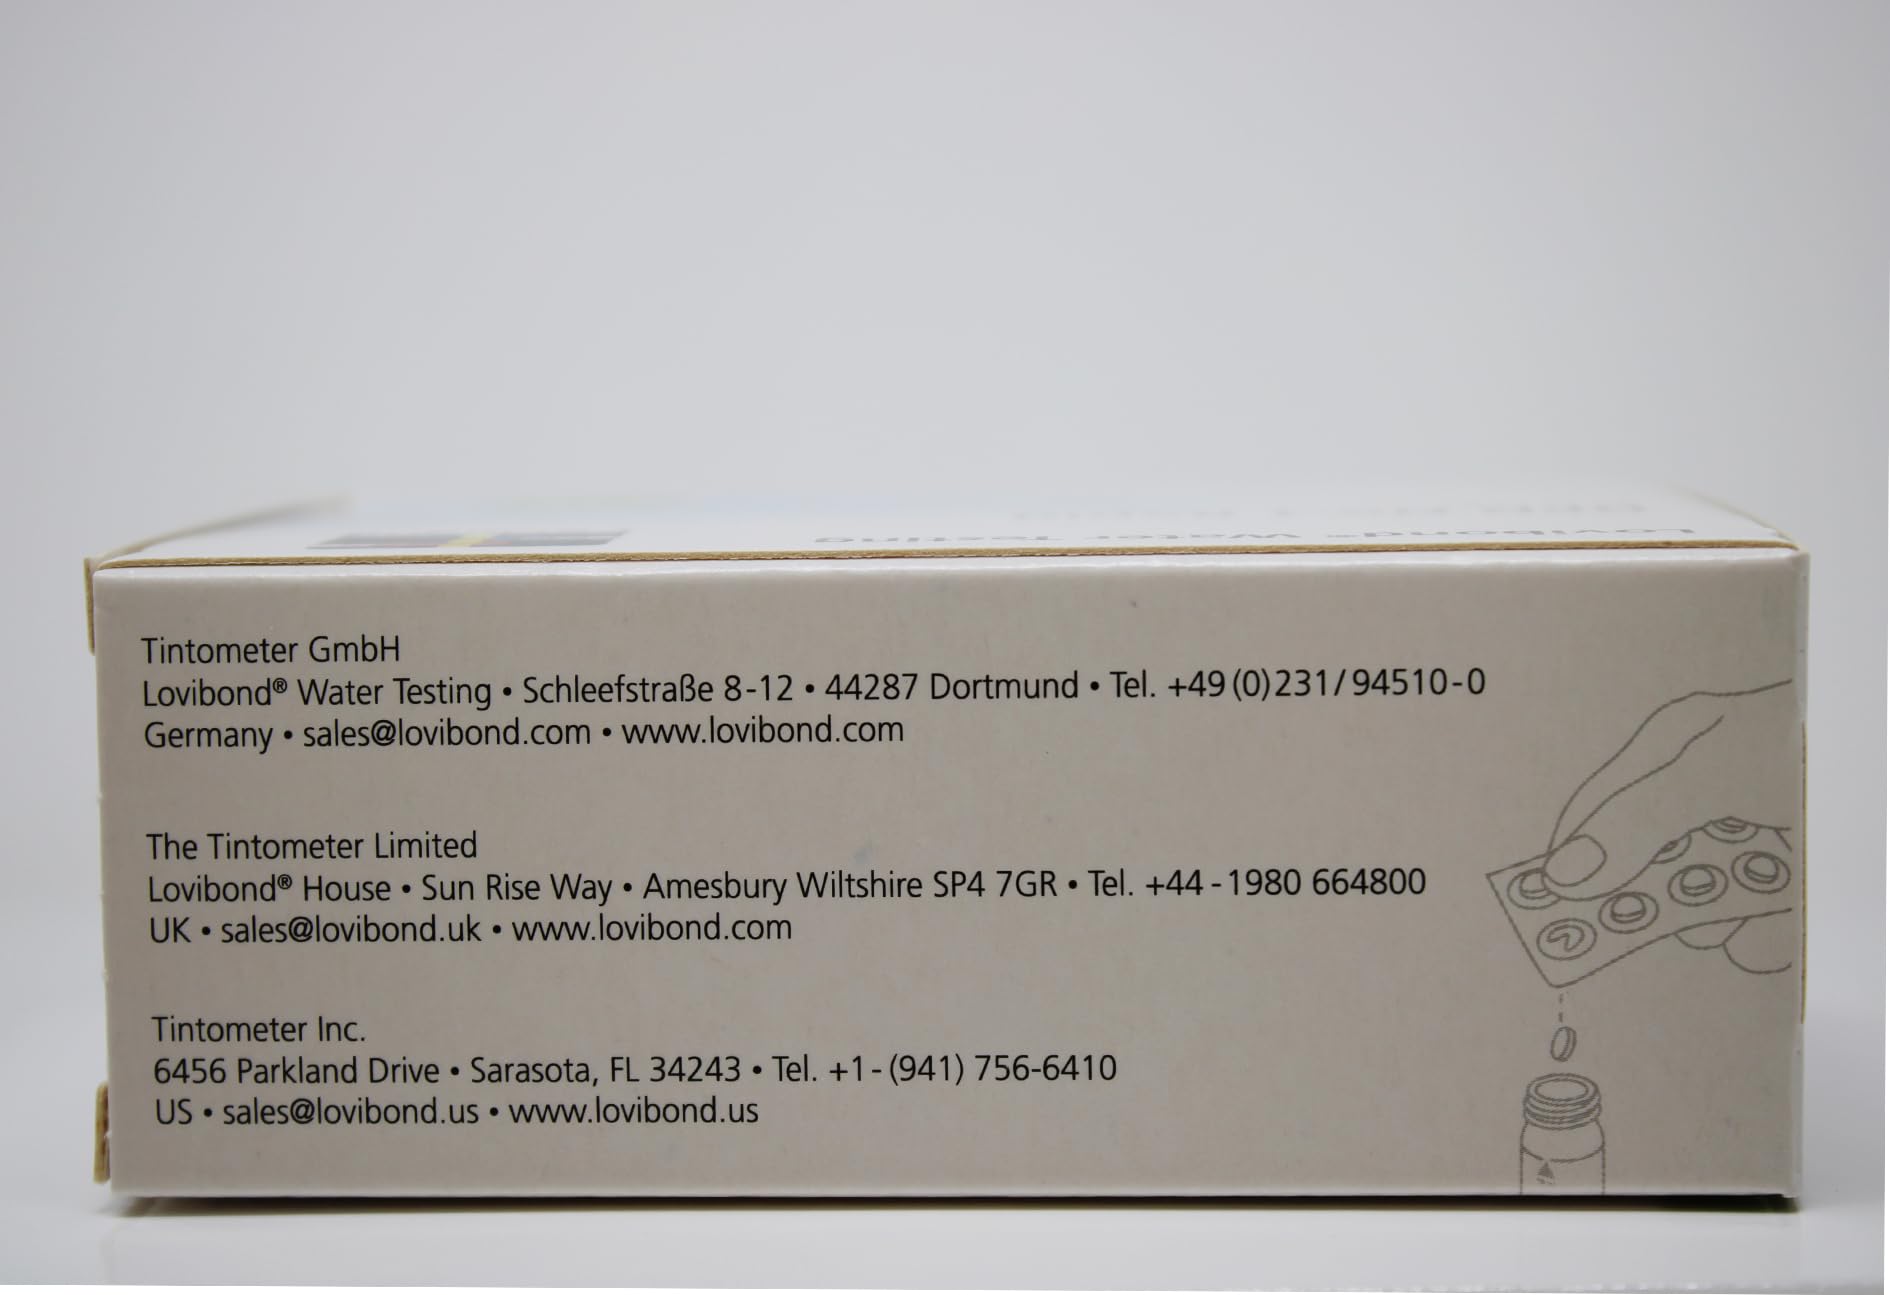 Lovibond® Water Testing
Tintometer GmbH
Lovibond® Water Testing • Schleefstraße 8-12 • 44287 Dortmund • Tel. +49 (0) 231/94510-0
Germany • sales@lovibond.com • www.lovibond.com
The Tintometer Limited
Lovibond® House • Sun Rise Way • Amesbury Wiltshire SP4 7GR • Tel. +44-1980 664800
UK • sales@lovibond.uk • www.lovibond.com
Tintometer Inc.
6456 Parkland Drive • Sarasota, FL 34243 • Tel. +1-(941) 756-6410
US • sales@lovibond.us • www.lovibond.us